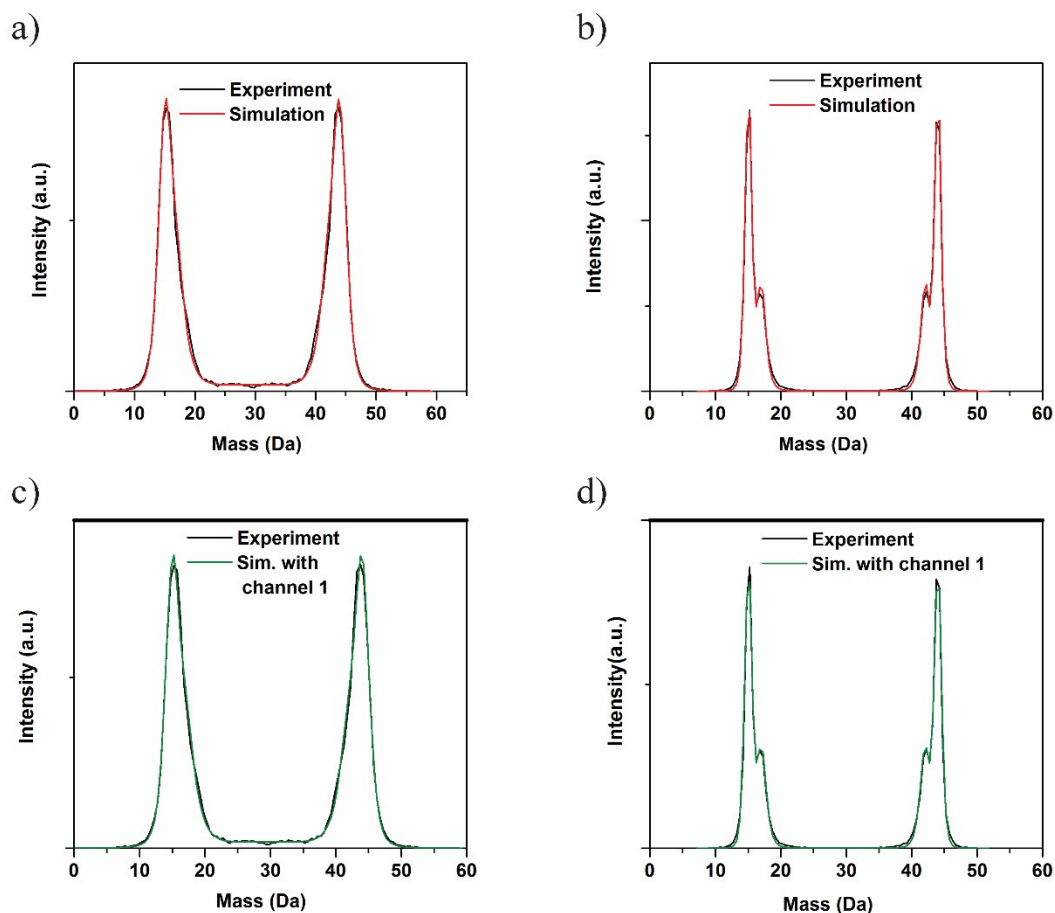 a)
Experiment
Simulation
Intensity (a.u.)
0 10 20 30 40 50 60
Mass (Da)
b)
Experiment
Simulation
Intensity (a.u.)
0 10 20 30 40 50 60
Mass (Da)
c)
Experiment
Sim. with
channel 1
Intensity (a.u.)
0 10 20 30 40 50 60
Mass (Da)
d)
Experiment
Sim. with channel 1
Intensity(a.u.)
0 10 20 30 40 50 60
Mass (Da)